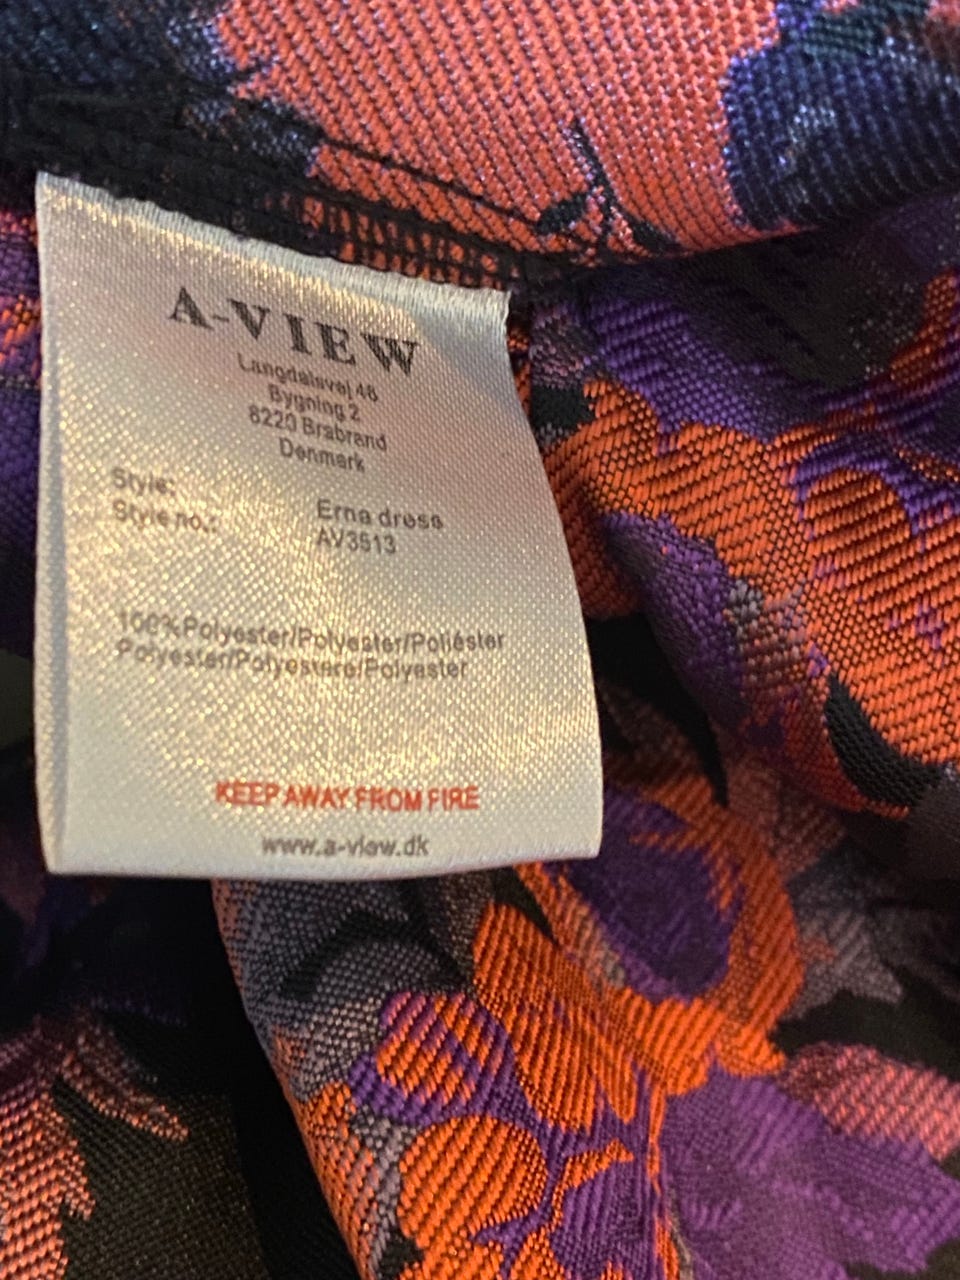 A-VIEW
Langdalsvej 46
Bygning 2
8220 Brabrand
Denmark
Style: Erna dress
Style no.: AV3513
100%Polyester/Polyester/Poliéster
Polyester/Polyestere/Polyester
KEEP AWAY FROM FIRE
www.a-view.dk